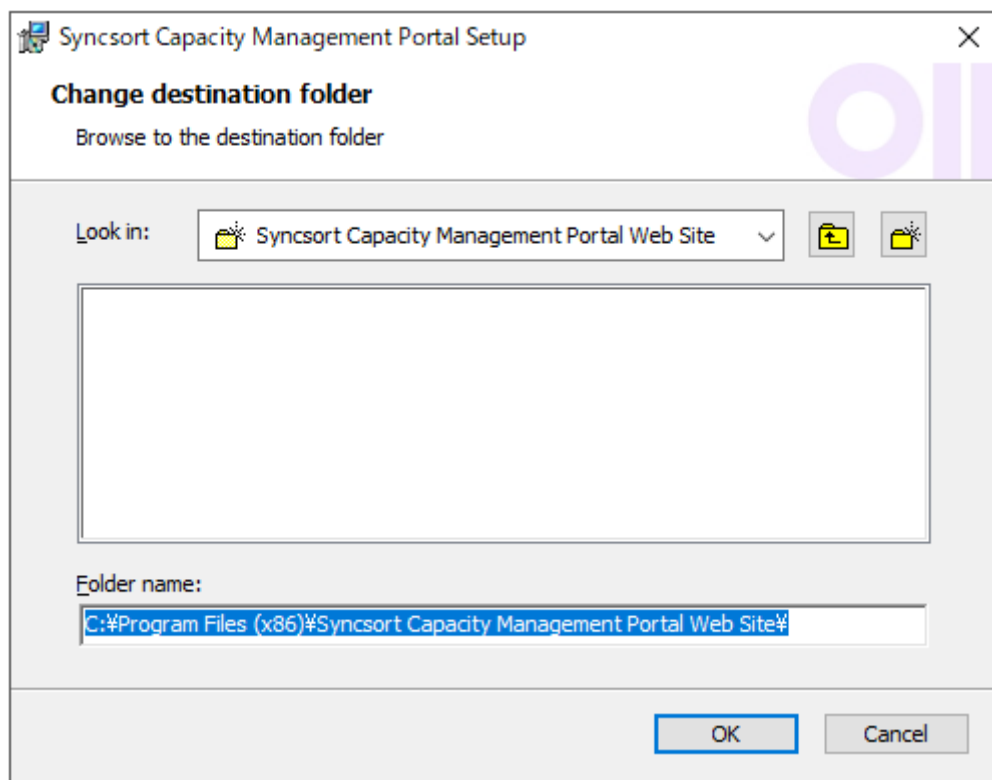 Syncsort Capacity Management Portal Setup
Change destination folder
Browse to the destination folder
Look in:
Syncsort Capacity Management Portal Web Site
Folder name:
C:¥Program Files (x86)¥Syncsort Capacity Management Portal Web Site¥
OK
Cancel